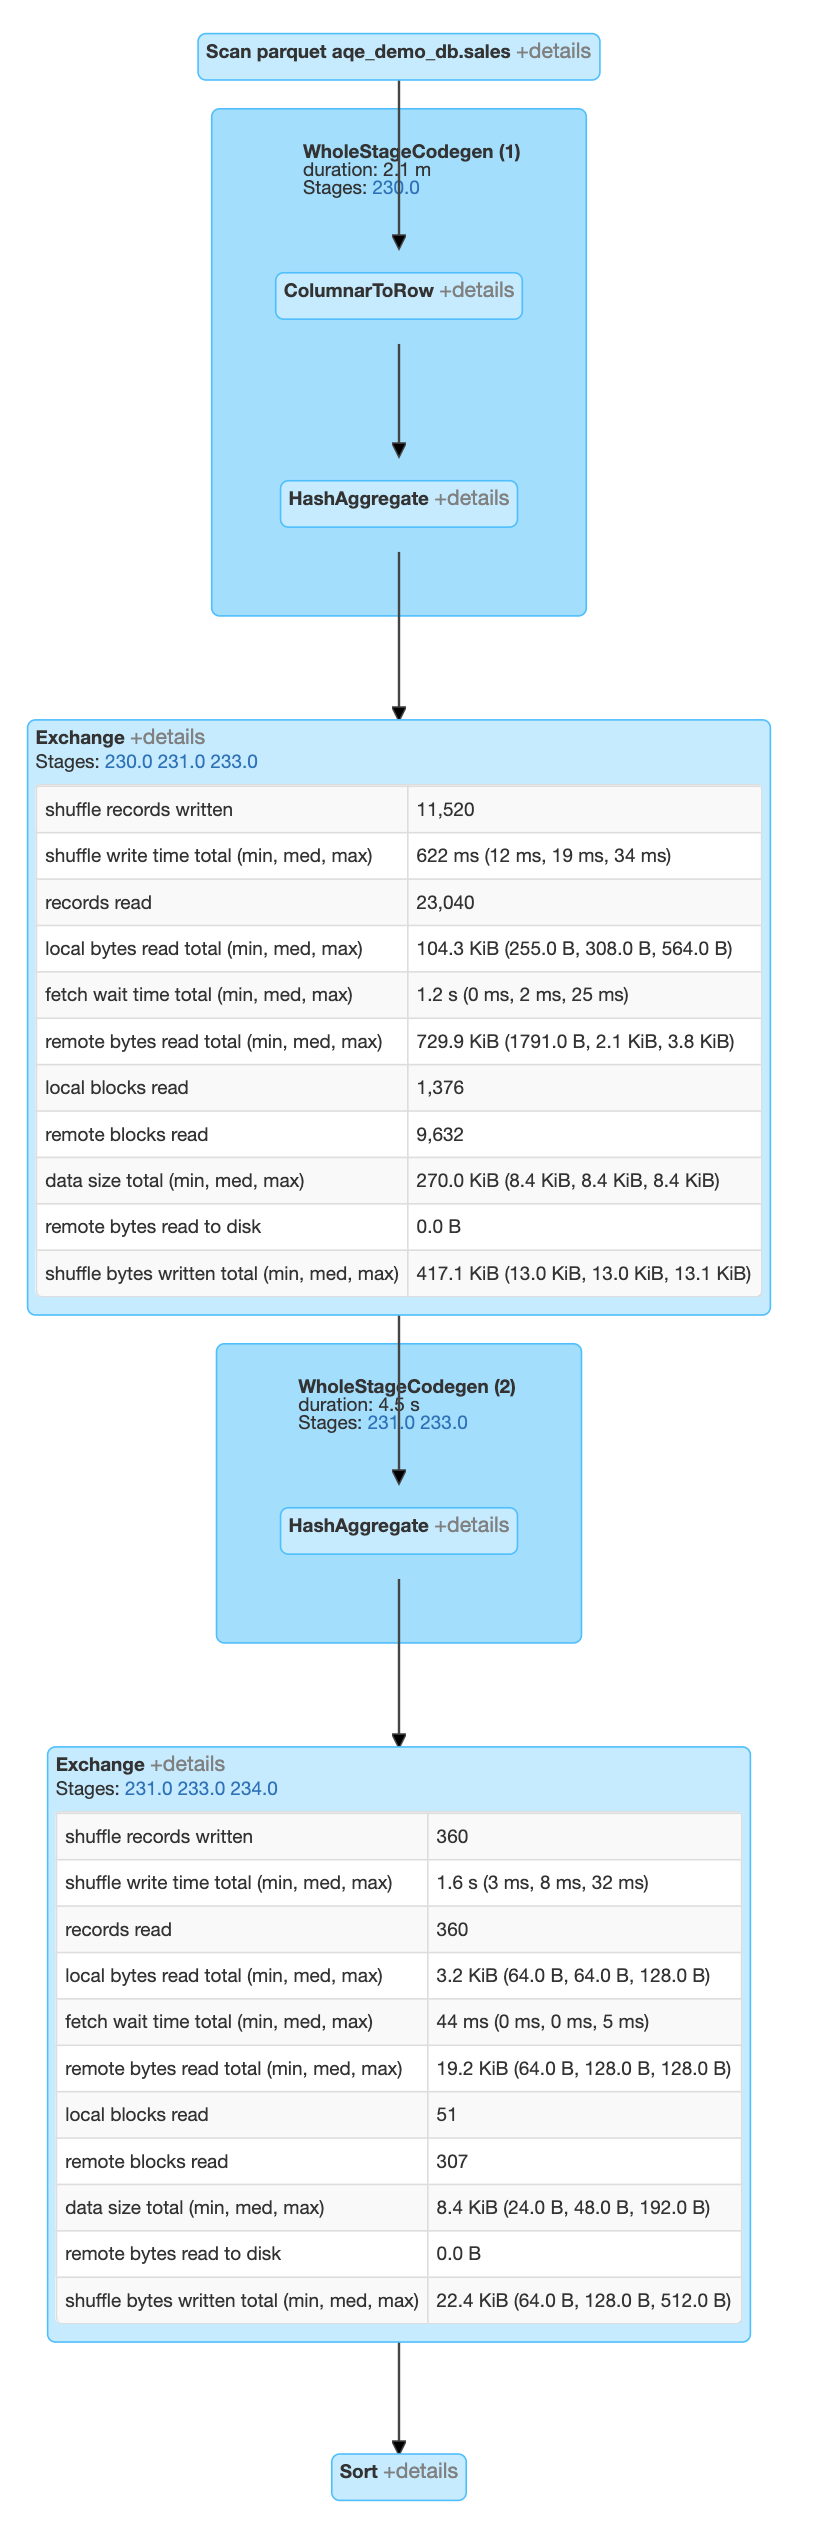 Scan parquet aqe_demo_db.sales +details
WholeStageCodegen (1)
duration: 2.1 m
Stages: 230.0
ColumnarToRow +details
HashAggregate +details
Exchange +details
Stages: 230.0 231.0 233.0
shuffle records written 11,520
shuffle write time total (min, med, max) 622 ms (12 ms, 19 ms, 34 ms)
records read 23,040
local bytes read total (min, med, max) 104.3 KiB (255.0 B, 308.0 B, 564.0 B)
fetch wait time total (min, med, max) 1.2 s (0 ms, 2 ms, 25 ms)
remote bytes read total (min, med, max) 729.9 KiB (1791.0 B, 2.1 KiB, 3.8 KiB)
local blocks read 1,376
remote blocks read 9,632
data size total (min, med, max) 270.0 KiB (8.4 KiB, 8.4 KiB, 8.4 KiB)
remote bytes read to disk 0.0 B
shuffle bytes written total (min, med, max) 417.1 KiB (13.0 KiB, 13.0 KiB, 13.1 KiB)
WholeStageCodegen (2)
duration: 4.5 s
Stages: 231.0 233.0
HashAggregate +details
Exchange +details
Stages: 231.0 233.0 234.0
shuffle records written 360
shuffle write time total (min, med, max) 1.6 s (3 ms, 8 ms, 32 ms)
records read 360
local bytes read total (min, med, max) 3.2 KiB (64.0 B, 64.0 B, 128.0 B)
fetch wait time total (min, med, max) 44 ms (0 ms, 0 ms, 5 ms)
remote bytes read total (min, med, max) 19.2 KiB (64.0 B, 128.0 B, 128.0 B)
local blocks read 51
remote blocks read 307
data size total (min, med, max) 8.4 KiB (24.0 B, 48.0 B, 192.0 B)
remote bytes read to disk 0.0 B
shuffle bytes written total (min, med, max) 22.4 KiB (64.0 B, 128.0 B, 512.0 B)
Sort +details